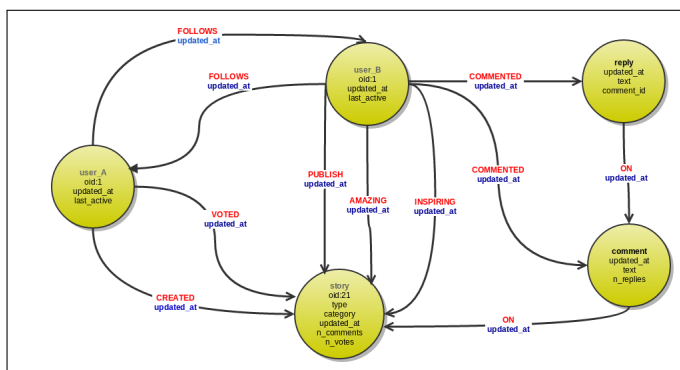 FOLLOWS
updated_at
user_B
oid:1
updated_at
last_active
reply
updated_at
text
comment_id
FOLLOWS
updated_at
COMMENTED
updated_at
user_A
oid:1
updated_at
last_active
PUBLISH
updated_at
COMMENTED
updated_at
ON
updated_at
AMAZING
updated_at
INSPIRING
updated_at
VOTED
updated_at
comment
updated_at
text
n_replies
story
oid:21
type
category
updated_at
n_comments
n_votes
CREATED
updated_at
ON
updated_at